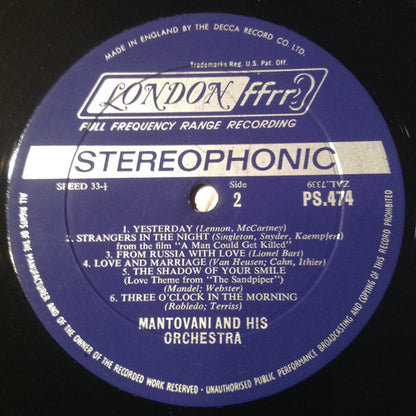 MADE IN ENGLAND BY THE DECCA RECORD CO. LTD.
Trademarks Reg. U.S. Pat. Off.
LONDON ffrr
FULL FREQUENCY RANGE RECORDING
STEREOPHONIC
SPEED 33-⅓
Side
2
ZAL.7339
PS.474
1. YESTERDAY (Lennon, McCartney)
2. STRANGERS IN THE NIGHT (Singleton, Snyder, Kaempfert)
from the film "A Man Could Get Killed"
3. FROM RUSSIA WITH LOVE (Lionel Bart)
4. LOVE AND MARRIAGE (Van Heusen; Cahn, Ithier)
5. THE SHADOW OF YOUR SMILE
(Love Theme from "The Sandpiper")
(Mandel; Webster)
6. THREE O'CLOCK IN THE MORNING
(Robledo; Terriss)
MANTOVANI AND HIS
ORCHESTRA
ALL RIGHTS OF THE MANUFACTURER AND OF THE OWNER OF THE RECORDED WORK RESERVED - UNAUTHORISED PUBLIC PERFORMANCE BROADCASTING AND COPYING OF THIS RECORD PROHIBITED